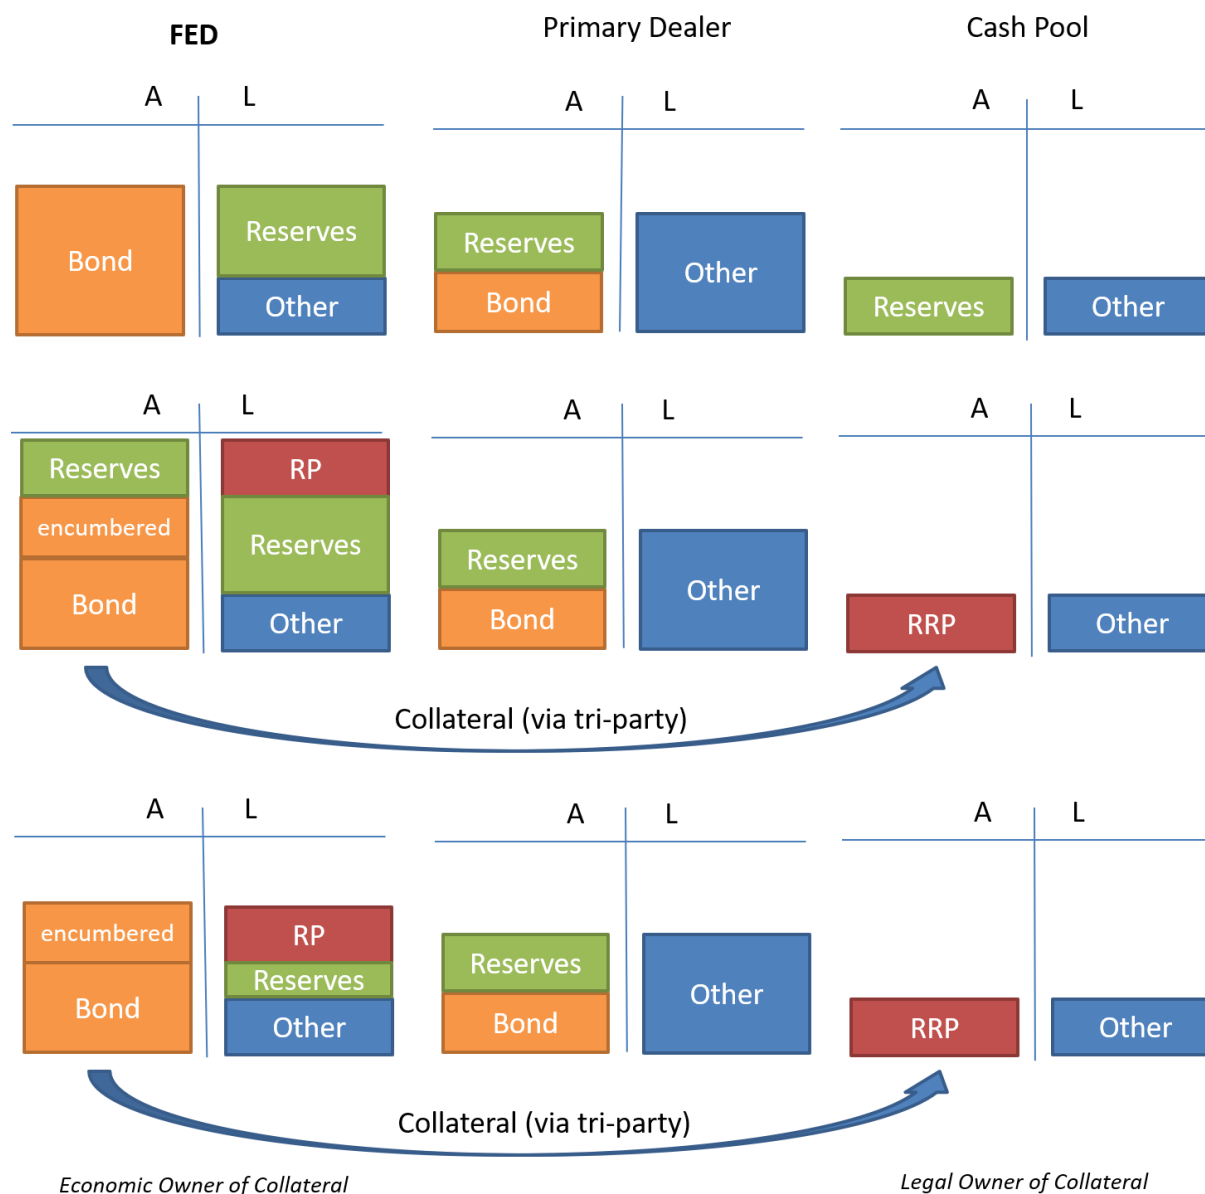 FED
Primary Dealer
Cash Pool
A L
A L
A L
Bond
Reserves
Other
Reserves
Bond
Other
Reserves
Other
A L
A L
A L
Reserves
encumbered
Bond
RP
Reserves
Other
Reserves
Bond
Other
RRP
Other
Collateral (via tri-party)
A L
A L
A L
encumbered
Bond
RP
Reserves
Other
Reserves
Bond
Other
RRP
Other
Collateral (via tri-party)
Economic Owner of Collateral
Legal Owner of Collateral